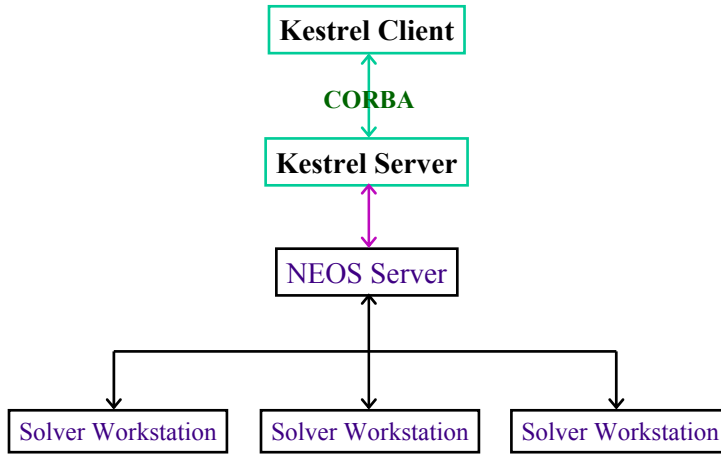 Kestrel Client
CORBA
Kestrel Server
NEOS Server
Solver Workstation
Solver Workstation
Solver Workstation